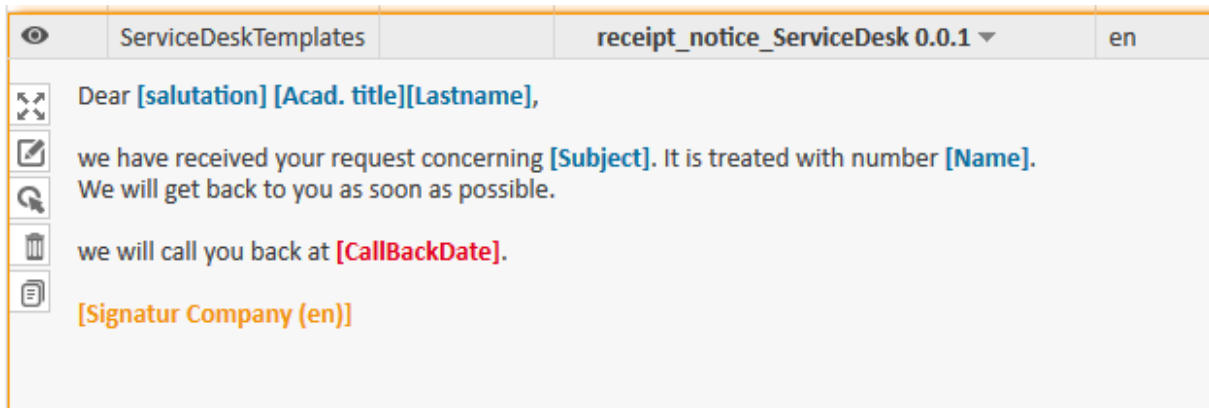 ServiceDeskTemplates receipt_notice_ServiceDesk 0.0.1 en
Dear [salutation] [Acad. title][Lastname],
we have received your request concerning [Subject]. It is treated with number [Name].
We will get back to you as soon as possible.
we will call you back at [CallBackDate].
[Signatur Company (en)]